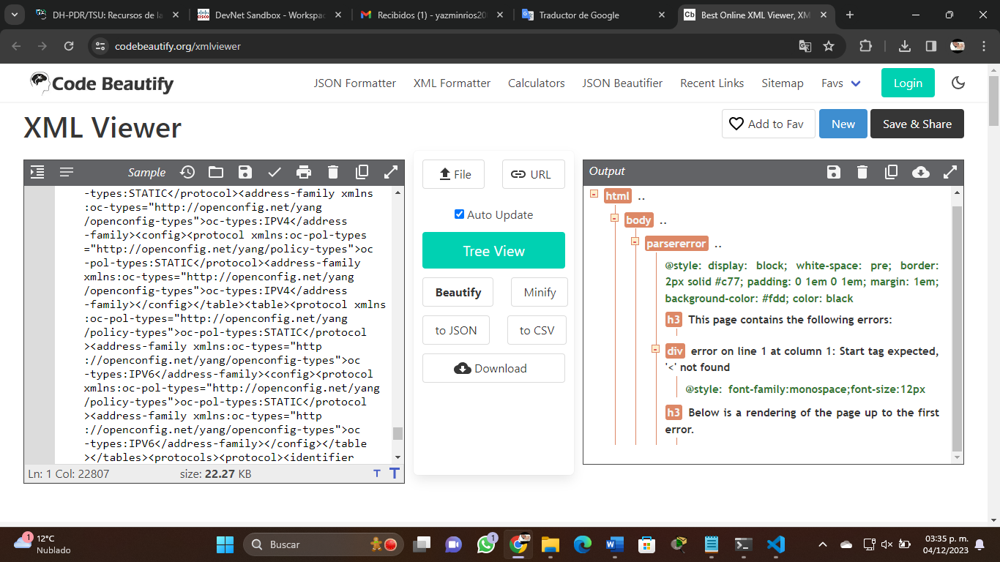 DH-PDR/TSU: Recursos de la
DevNet Sandbox - Workspac
Recibidos (1) - yazminrios20
Traductor de Google
Cb
Best Online XML Viewer, XM
codebeautify.org/xmlviewer
Code Beautify
JSON Formatter
XML Formatter
Calculators
JSON Beautifier
Recent Links
Sitemap
Favs
Login
XML Viewer
Add to Fav
New
Save & Share
Sample
-types:STATIC</protocol><address-family xmlns
:oc-types="http://openconfig.net/yang
/openconfig-types">oc-types:IPV4</address
-family><config><protocol xmlns:oc-pol-types
="http://openconfig.net/yang/policy-types">oc
-pol-types:STATIC</protocol><address-family
xmlns:oc-types="http://openconfig.net/yang
/openconfig-types">oc-types:IPV4</address
-family></config></table><table><protocol xmlns
:oc-pol-types="http://openconfig.net/yang
/policy-types">oc-pol-types:STATIC</protocol
><address-family xmlns:oc-types="http
://openconfig.net/yang/openconfig-types">oc
-types:IPV6</address-family><config><protocol
xmlns:oc-pol-types="http://openconfig.net/yang
/policy-types">oc-pol-types:STATIC</protocol
><address-family xmlns:oc-types="http
://openconfig.net/yang/openconfig-types">oc
-types:IPV6</address-family></config></table
></tables><protocols><protocol><identifier
Ln: 1 Col: 22807
size: 22.27 KB
T
T
File
URL
Auto Update
Tree View
Beautify
Minify
to JSON
to CSV
Download
Output
html ..
body ..
parsererror ..
@style: display: block; white-space: pre; border:
2px solid #c77; padding: 0 1em 0 1em; margin: 1em;
background-color: #fdd; color: black
h3 This page contains the following errors:
div error on line 1 at column 1: Start tag expected,
'<' not found
@style: font-family:monospace;font-size:12px
h3 Below is a rendering of the page up to the first
error.
1
12°C
Nublado
Buscar
1
03:35 p. m.
04/12/2023